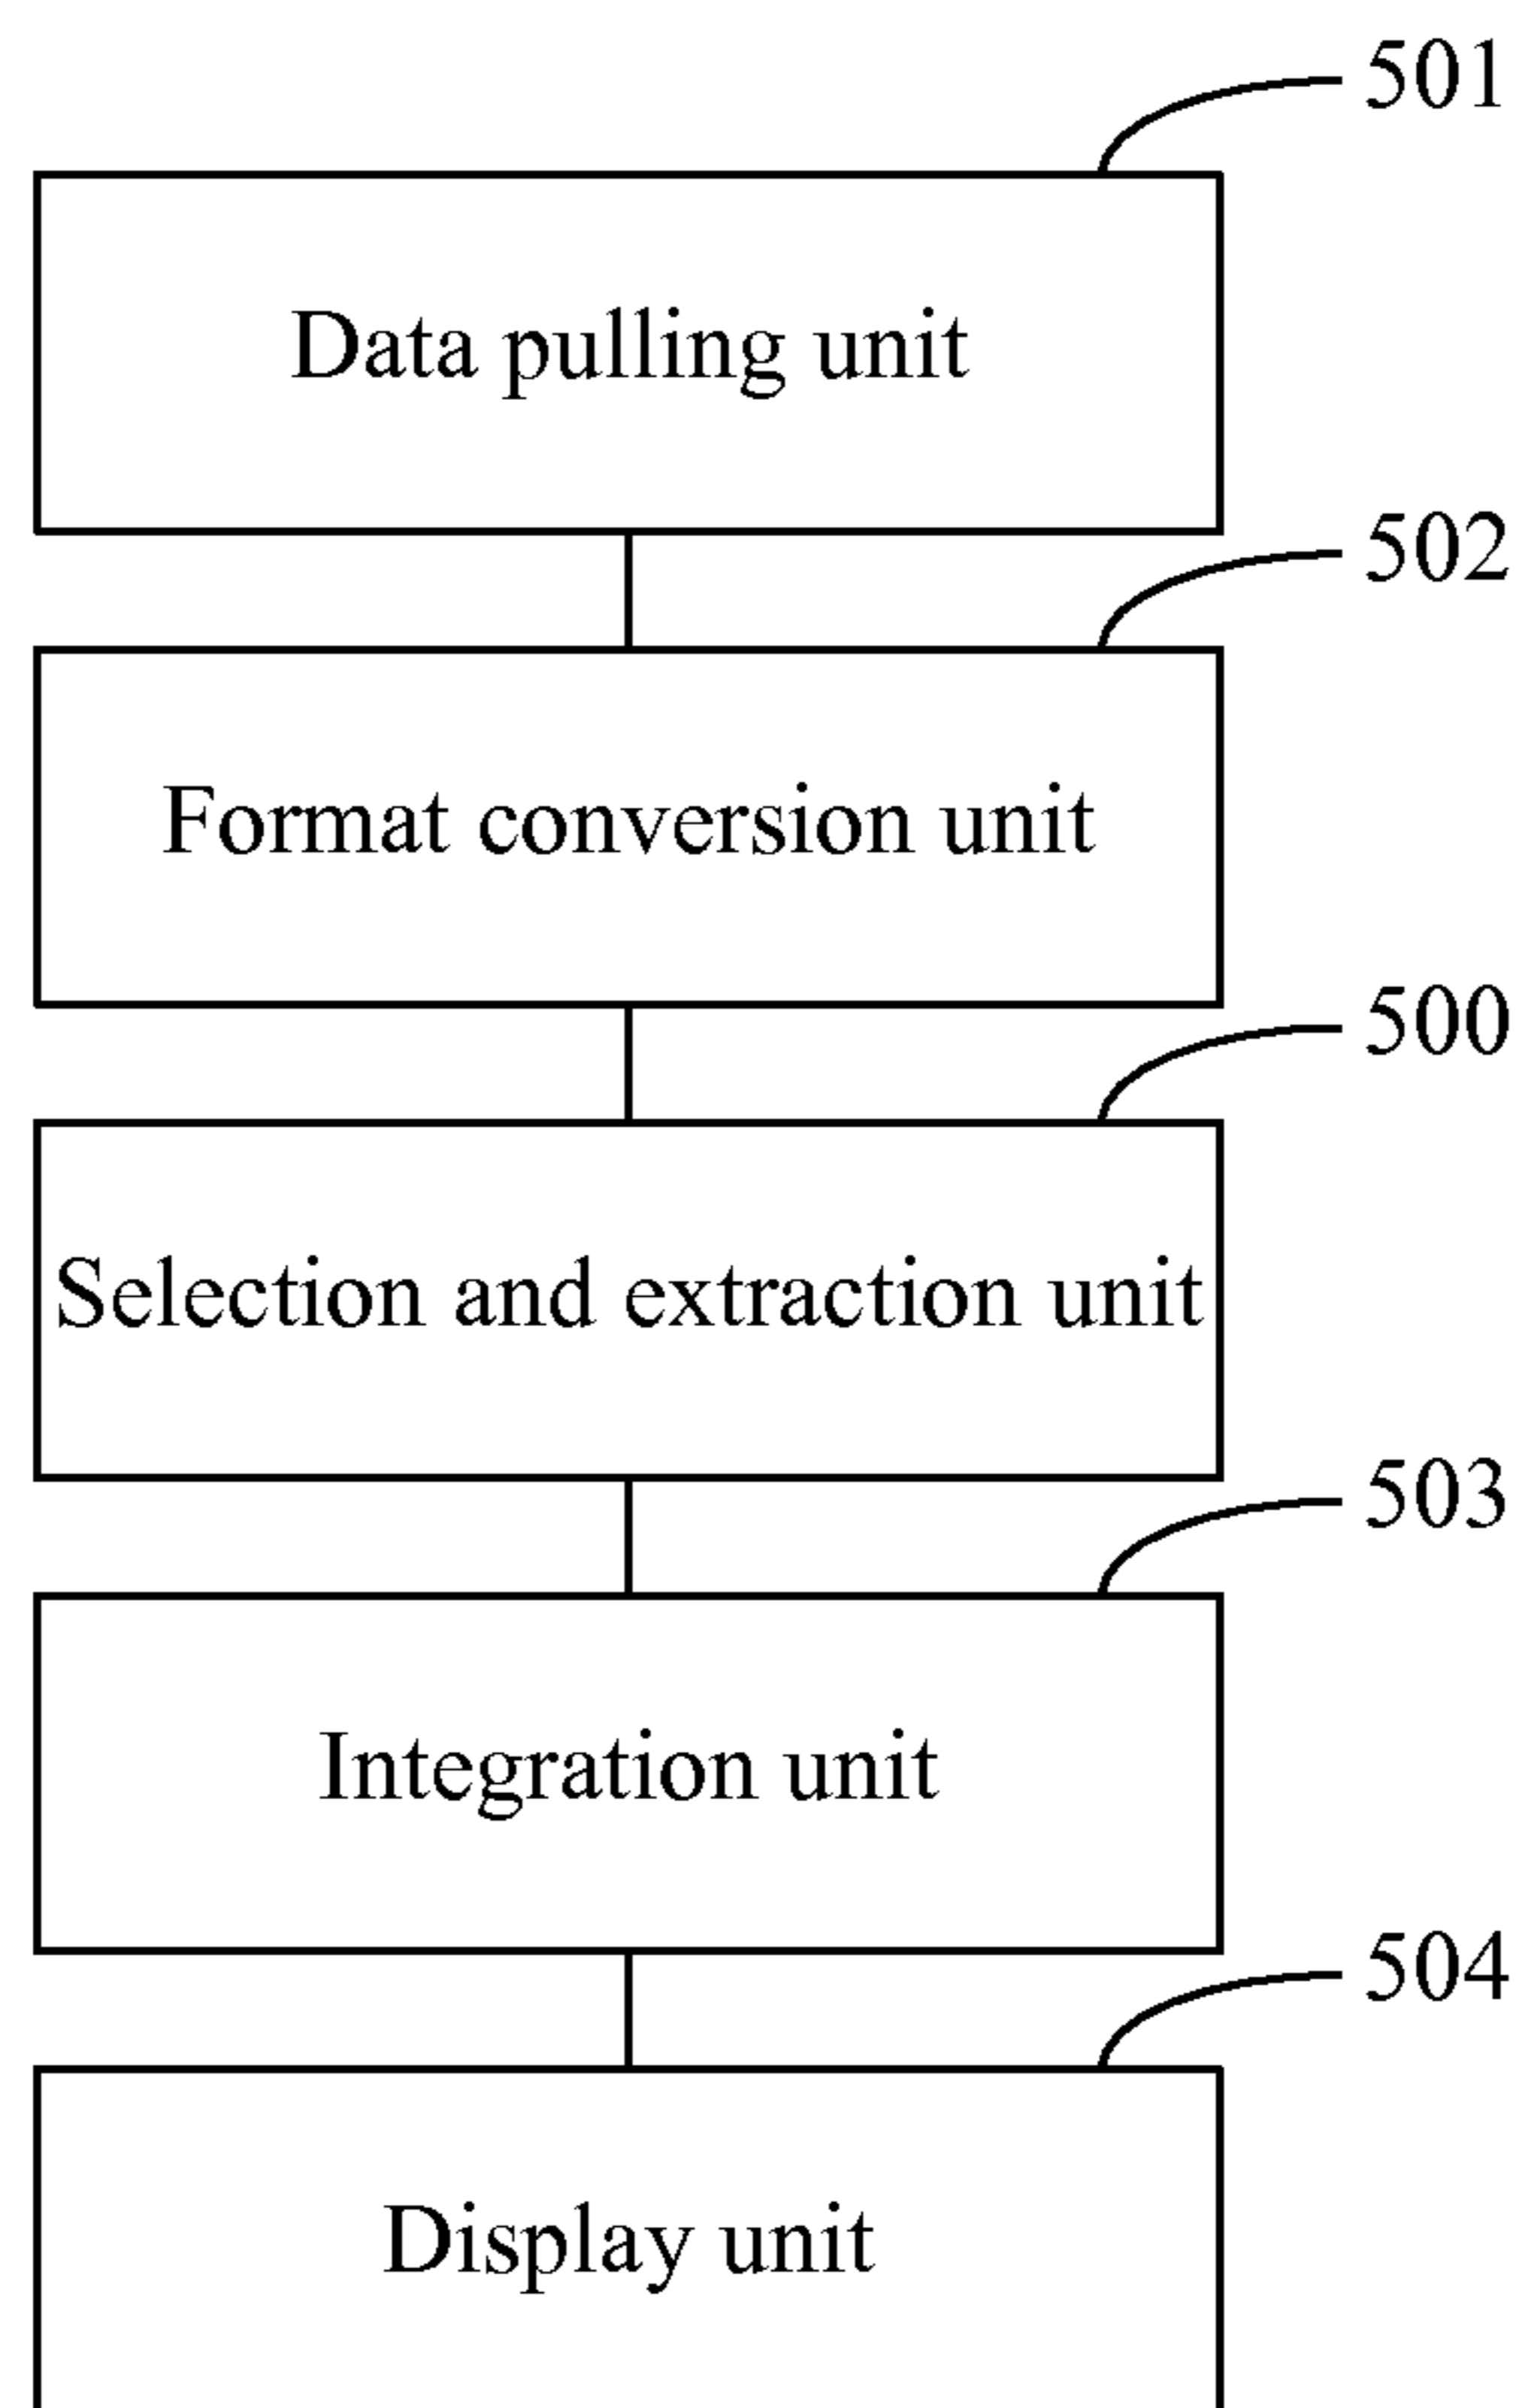 501
Data pulling unit
502
Format conversion unit
500
Selection and extraction unit
503
Integration unit
504
Display unit